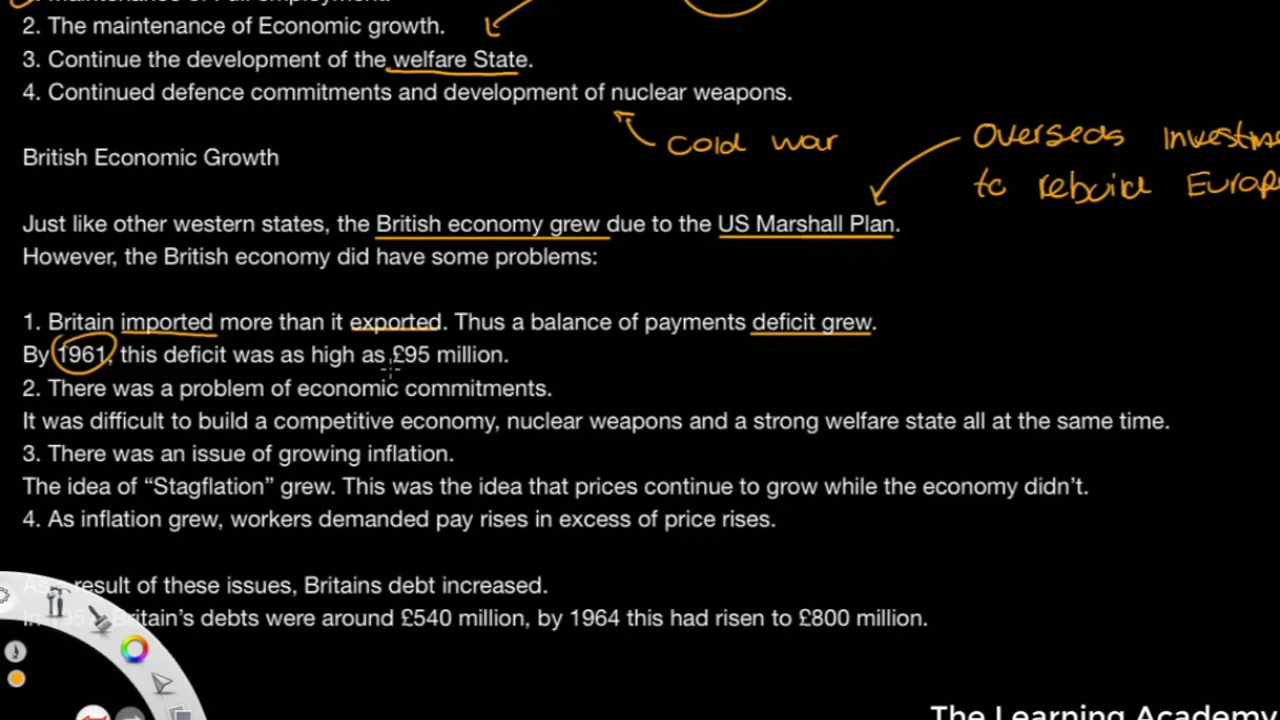 2. The maintenance of Economic growth.
3. Continue the development of the welfare State.
4. Continued defence commitments and development of nuclear weapons.
cold war
Overseas
to rebuild
British Economic Growth
Just like other western states, the British economy grew due to the US Marshall Plan.
However, the British economy did have some problems:
1. Britain imported more than it exported. Thus a balance of payments deficit grew.
By 1961, this deficit was as high as £95 million.
2. There was a problem of economic commitments.
It was difficult to build a competitive economy, nuclear weapons and a strong welfare state all at the same time.
3. There was an issue of growing inflation.
The idea of “Stagflation” grew. This was the idea that prices continue to grow while the economy didn’t.
4. As inflation grew, workers demanded pay rises in excess of price rises.
result of these issues, Britains debt increased.
Britain’s debts were around £540 million, by 1964 this had risen to £800 million.
The Learning Academy